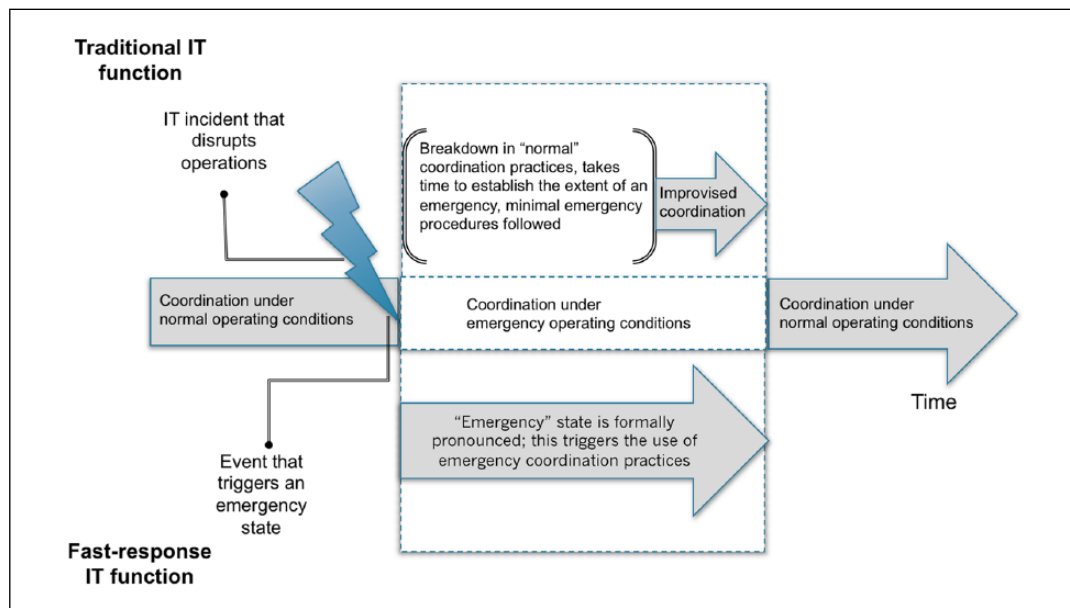 Traditional IT
function
IT incident that
disrupts
operations
Breakdown in “normal”
coordination practices, takes
time to establish the extent of an
emergency, minimal emergency
procedures followed
Improvised
coordination
Coordination under
normal operating conditions
Coordination under
emergency operating conditions
Coordination under
normal operating conditions
Time
“Emergency” state is formally
pronounced; this triggers the use of
emergency coordination practices
Event that
triggers an
emergency
state
Fast-response
IT function